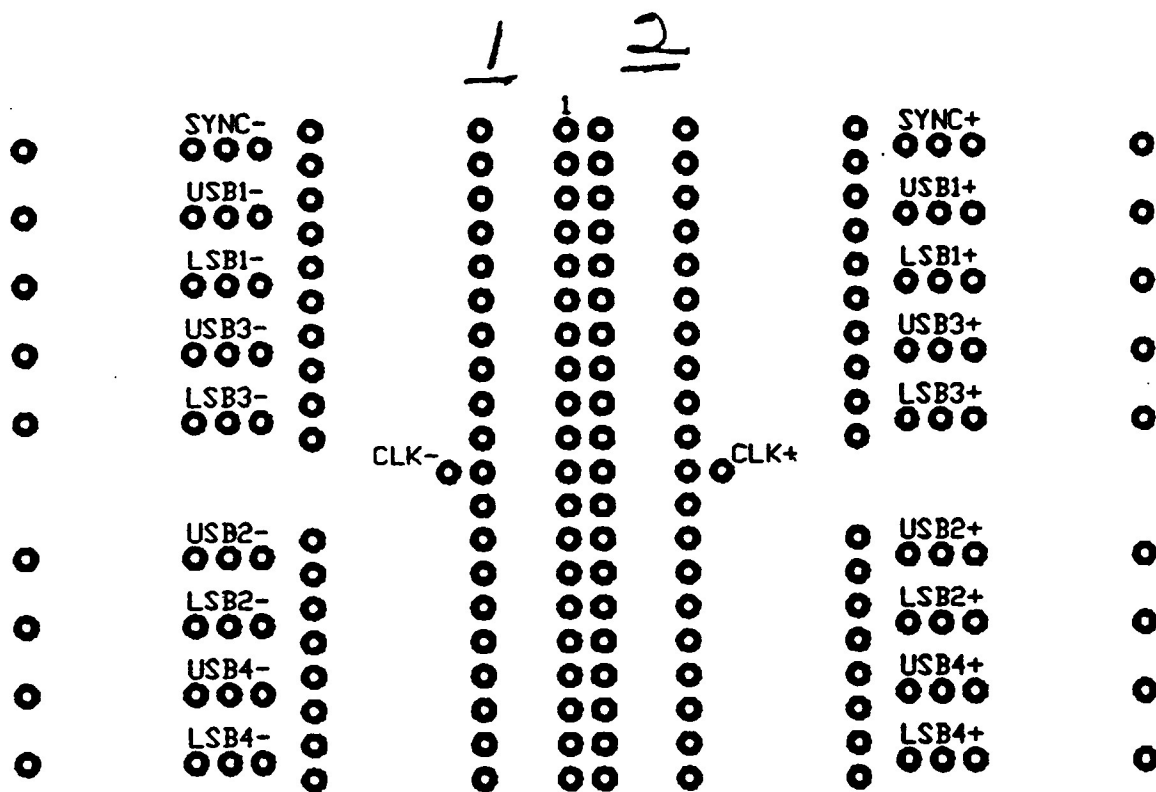 1 2
1
SYNC- SYNC+
USB1- USB1+
LSB1- LSB1+
USB3- USB3+
LSB3- LSB3+
CLK- CLK+
USB2- USB2+
LSB2- LSB2+
USB4- USB4+
LSB4- LSB4+